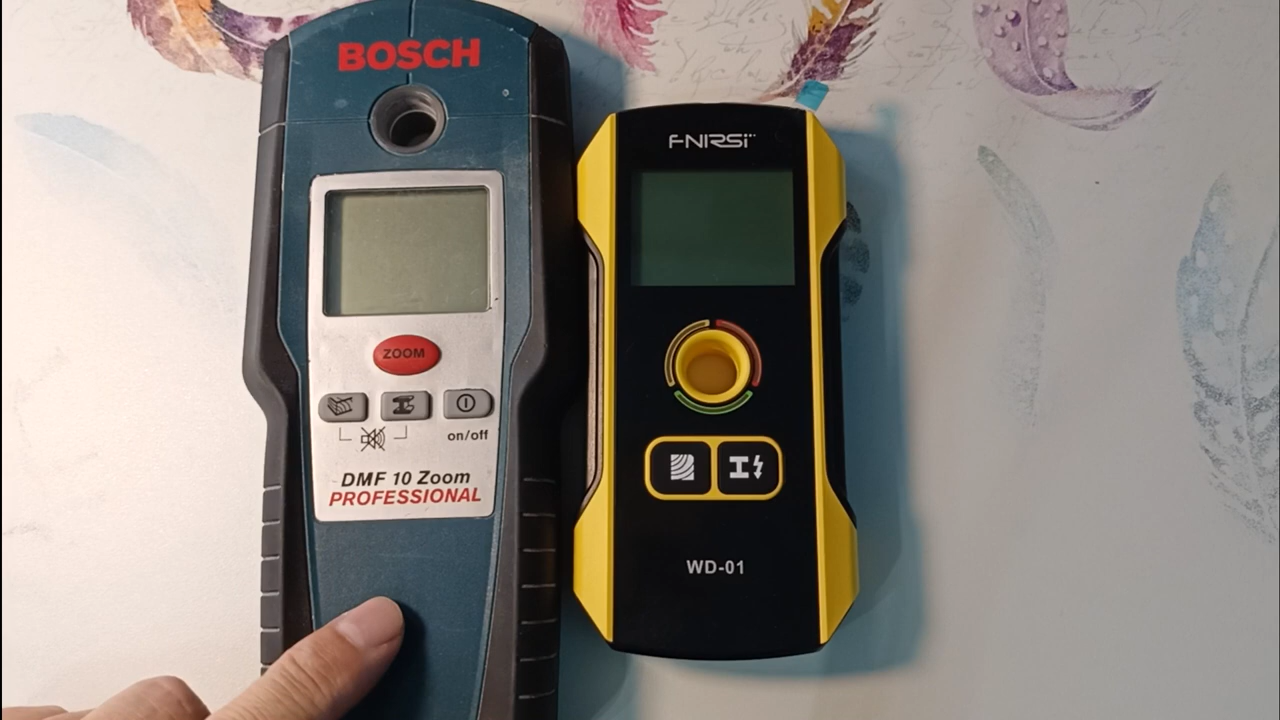 BOSCH
ZOOM
on/off
DMF 10 Zoom
PROFESSIONAL
FNIRSI
WD-01